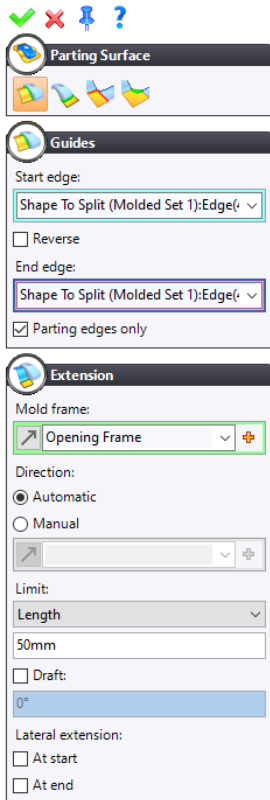 ?
Parting Surface
Guides
Start edge:
Shape To Split (Molded Set 1):Edge(
Reverse
End edge:
Shape To Split (Molded Set 1):Edge(
Parting edges only
Extension
Mold frame:
Opening Frame
Direction:
Automatic
Manual
Limit:
Length
50mm
Draft:
0°
Lateral extension:
At start
At end